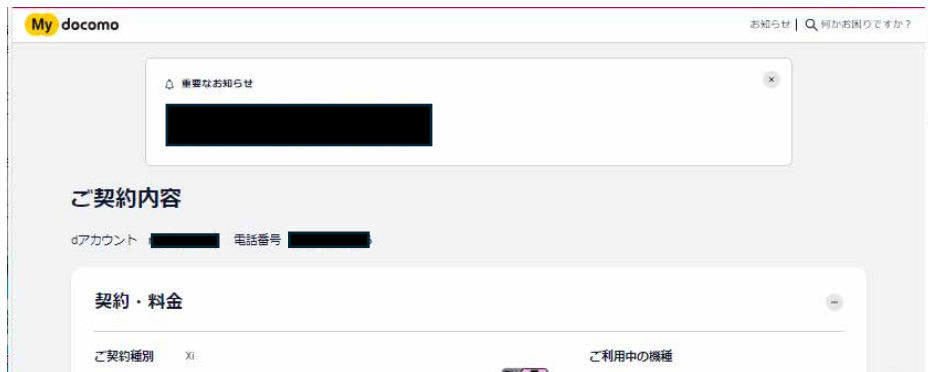 My docomo
お知らせ 何かお困りですか？
重要なお知らせ
ご契約内容
dアカウント 電話番号
契約・料金
ご契約種別 Xi ご利用中の機種